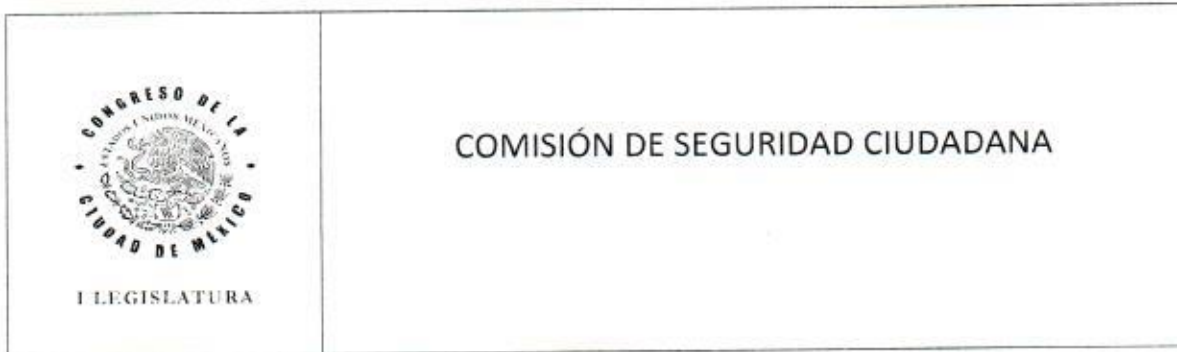 CONGRESO DE LA
ESTADOS UNIDOS MEXICANOS
CIUDAD DE MÉXICO
I LEGISLATURA
COMISIÓN DE SEGURIDAD CIUDADANA